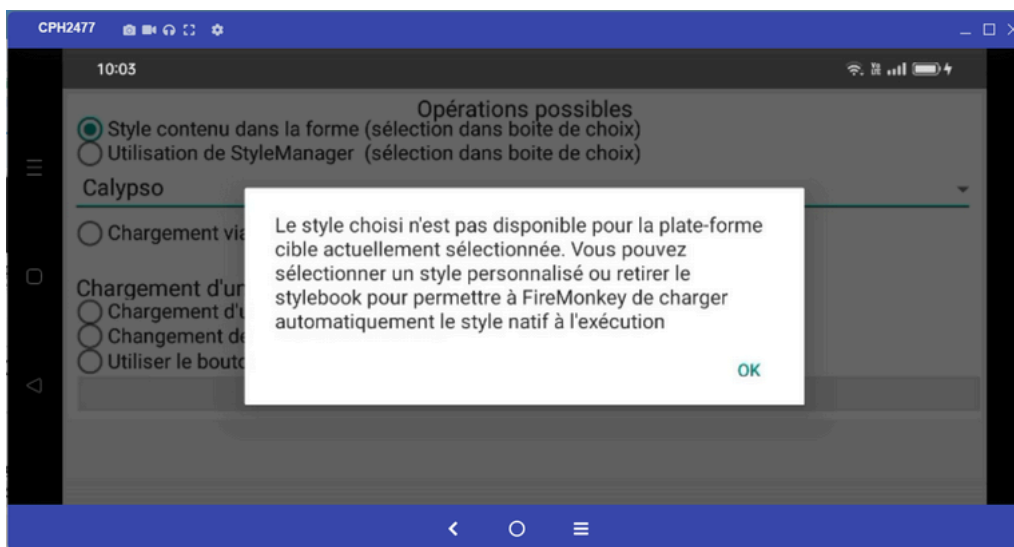 CPH2477
10:03
Opérations possibles
Style contenu dans la forme (sélection dans boite de choix)
Utilisation de StyleManager (sélection dans boite de choix)
Calypso
Chargement via
Le style choisi n'est pas disponible pour la plate-forme
cible actuellement sélectionnée. Vous pouvez
sélectionner un style personnalisé ou retirer le
stylebook pour permettre à FireMonkey de charger
automatiquement le style natif à l'exécution
OK
Chargement d'un
Chargement d'u
Changement de
Utiliser le bouto